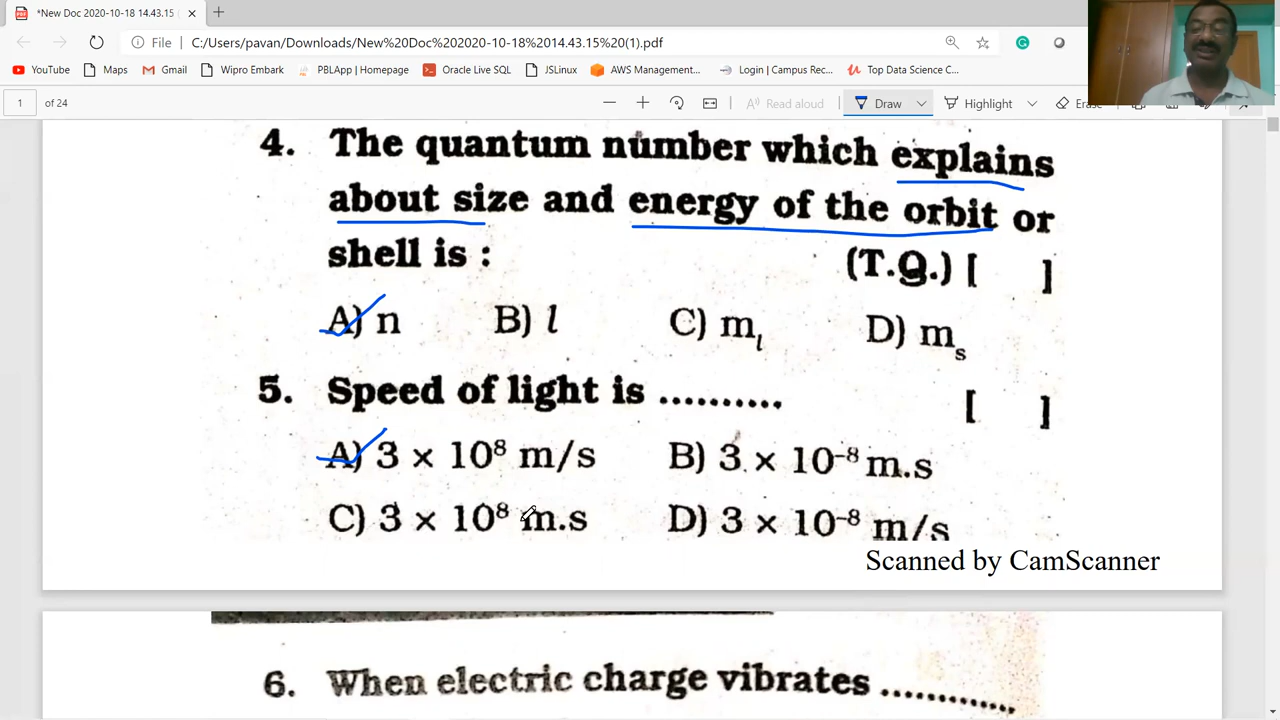 *New Doc 2020-10-18 14.43.15 (
File C:/Users/pavan/Downloads/New%20Doc%202020-10-18%2014.43.15%20(1).pdf
YouTube Maps Gmail Wipro Embark PBLApp | Homepage Oracle Live SQL JSLinux AWS Management... Login | Campus Rec... Top Data Science C...
1 of 24 Read aloud Draw Highlight Erase
4. The quantum number which explains
about size and energy of the orbit or
shell is : (T.Q.) [ ]
A) n B) l C) mₗ D) mₛ
5. Speed of light is .......... [ ]
A) 3 × 10⁸ m/s B) 3 × 10⁻⁸ m.s
C) 3 × 10⁸ m.s D) 3 × 10⁻⁸ m/s
Scanned by CamScanner
6. When electric charge vibrates .............